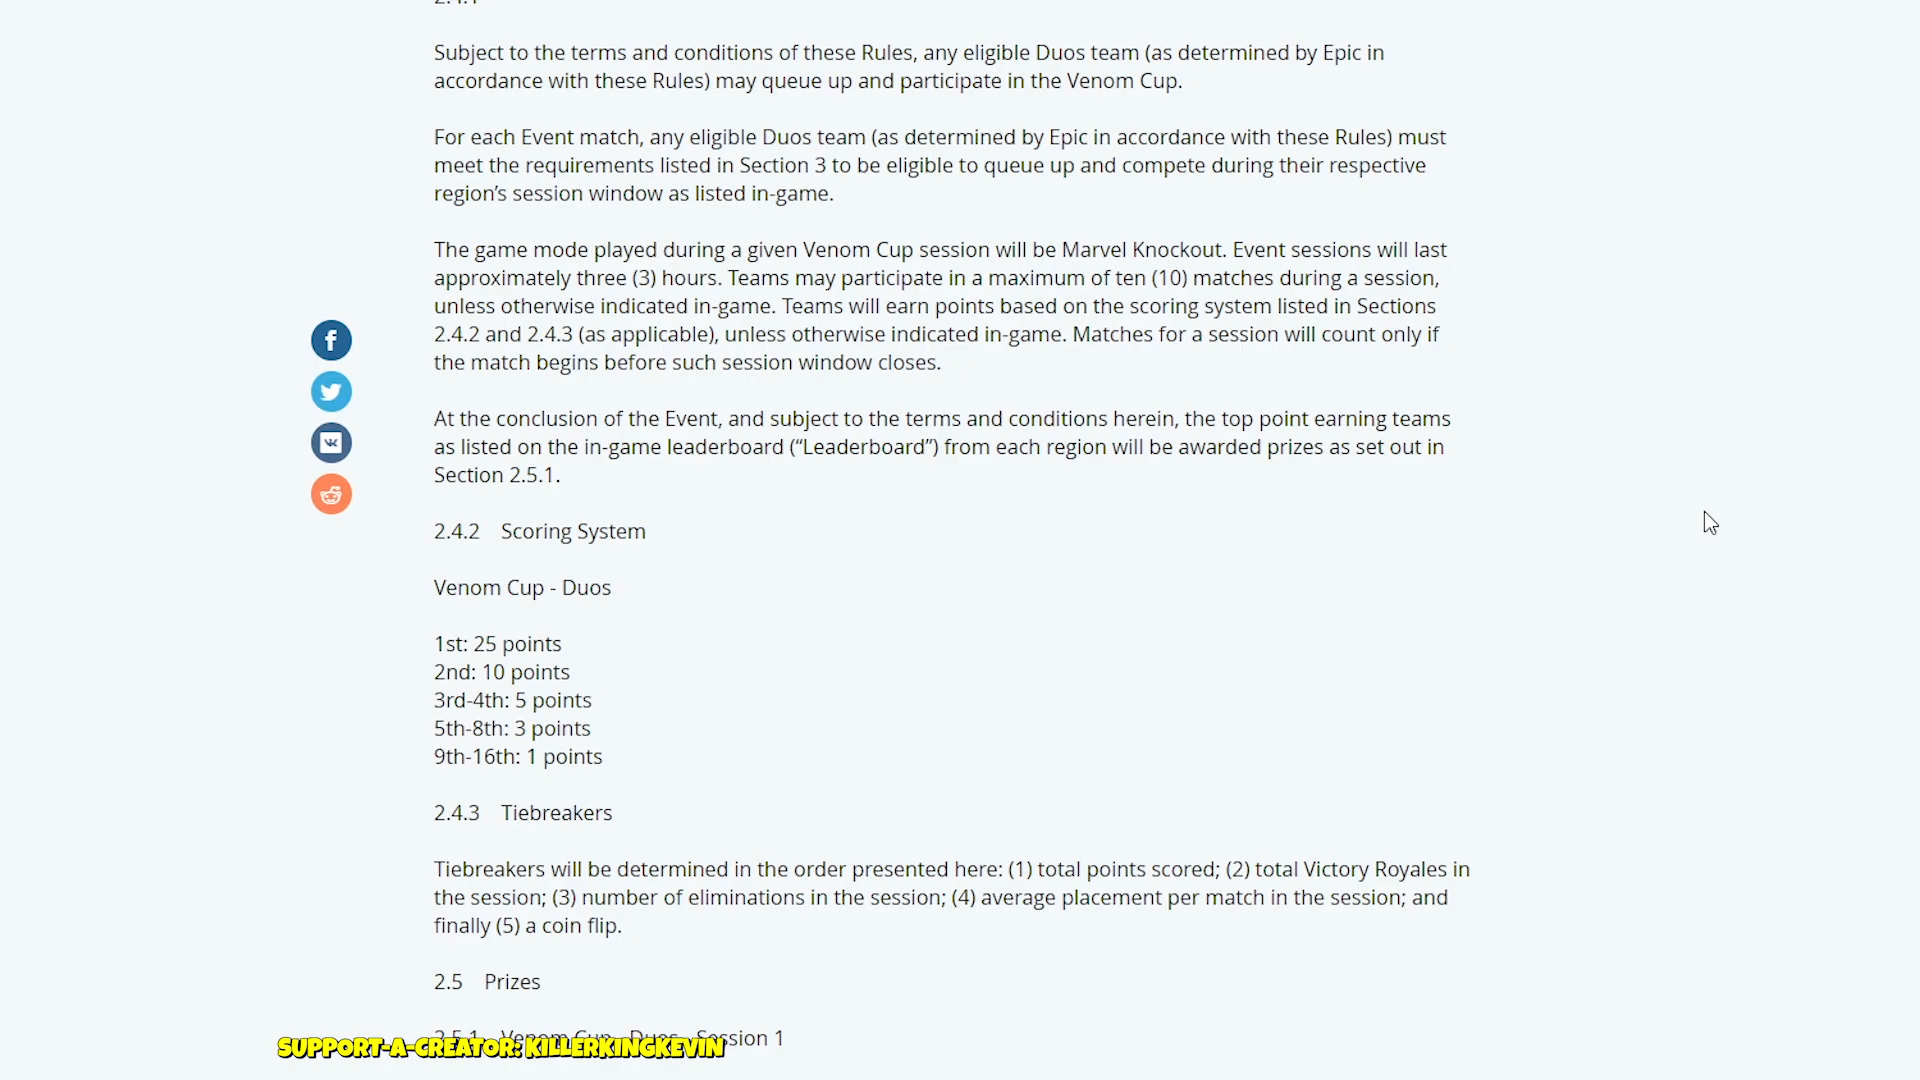 Subject to the terms and conditions of these Rules, any eligible Duos team (as determined by Epic in
accordance with these Rules) may queue up and participate in the Venom Cup.
For each Event match, any eligible Duos team (as determined by Epic in accordance with these Rules) must
meet the requirements listed in Section 3 to be eligible to queue up and compete during their respective
region’s session window as listed in-game.
The game mode played during a given Venom Cup session will be Marvel Knockout. Event sessions will last
approximately three (3) hours. Teams may participate in a maximum of ten (10) matches during a session,
unless otherwise indicated in-game. Teams will earn points based on the scoring system listed in Sections
2.4.2 and 2.4.3 (as applicable), unless otherwise indicated in-game. Matches for a session will count only if
the match begins before such session window closes.
At the conclusion of the Event, and subject to the terms and conditions herein, the top point earning teams
as listed on the in-game leaderboard (“Leaderboard”) from each region will be awarded prizes as set out in
Section 2.5.1.
2.4.2 Scoring System
Venom Cup - Duos
1st: 25 points
2nd: 10 points
3rd-4th: 5 points
5th-8th: 3 points
9th-16th: 1 points
2.4.3 Tiebreakers
Tiebreakers will be determined in the order presented here: (1) total points scored; (2) total Victory Royales in
the session; (3) number of eliminations in the session; (4) average placement per match in the session; and
finally (5) a coin flip.
2.5 Prizes
2.5.1 Venom Cup - Duos - Session 1
SUPPORT-A-CREATOR: KILLERKINGKEVIN